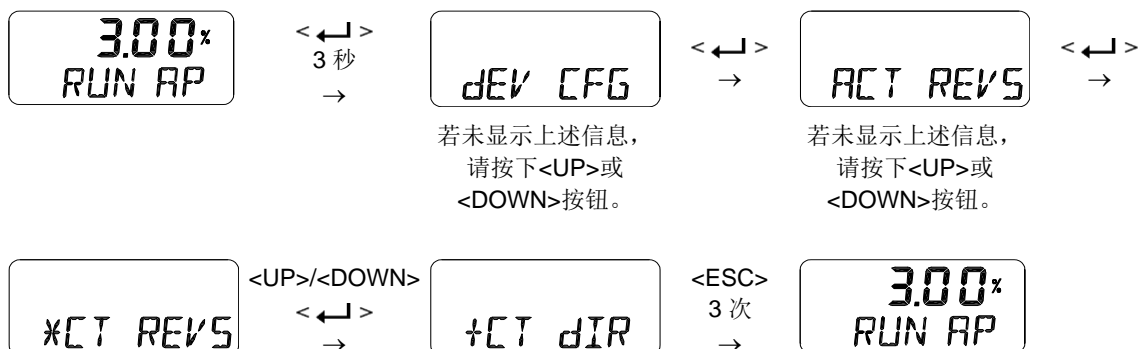 3.00%
RUN AP
<↵>
3 秒
→
dEV CFG
若未显示上述信息，
请按下<UP>或
<DOWN>按钮。
<↵>
→
ACT REVS
若未显示上述信息，
请按下<UP>或
<DOWN>按钮。
<↵>
→
*CT REVS
<UP>/<DOWN>
<↵>
→
+CT dIR
<ESC>
3 次
→
3.00%
RUN AP